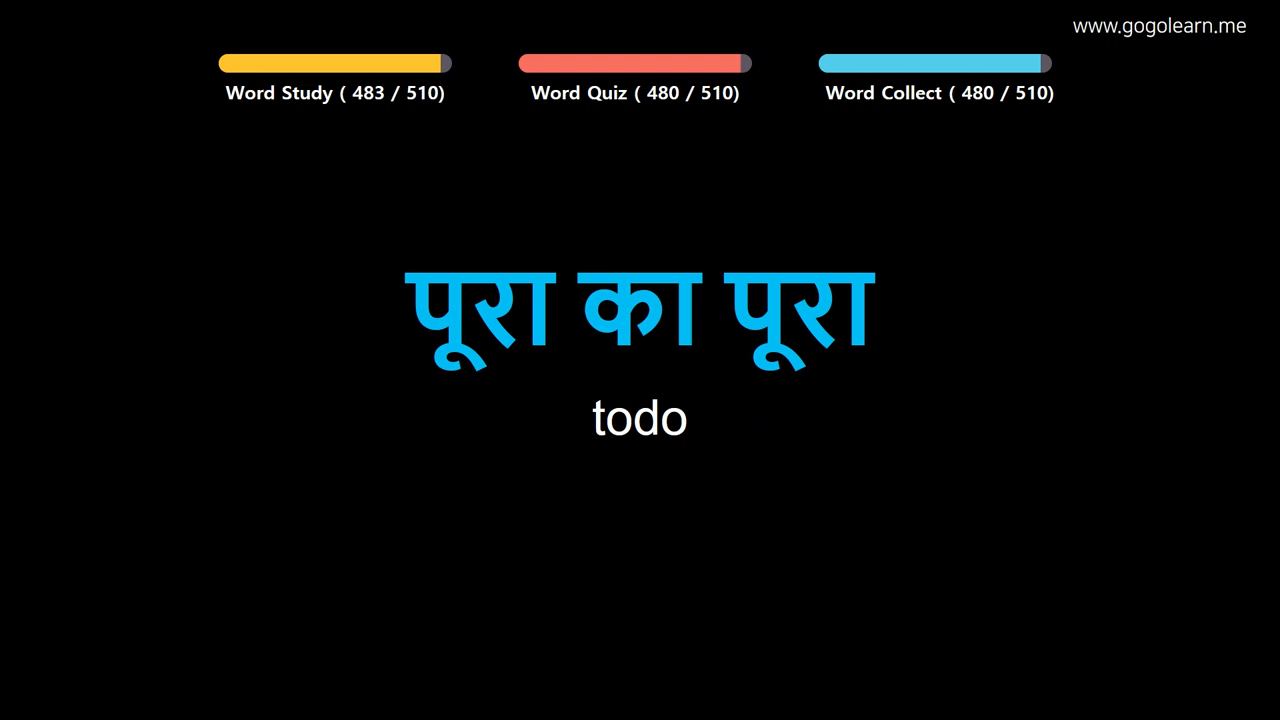 www.gogolearn.me
Word Study ( 483 / 510)
Word Quiz ( 480 / 510)
Word Collect ( 480 / 510)
पूरा का पूरा
todo